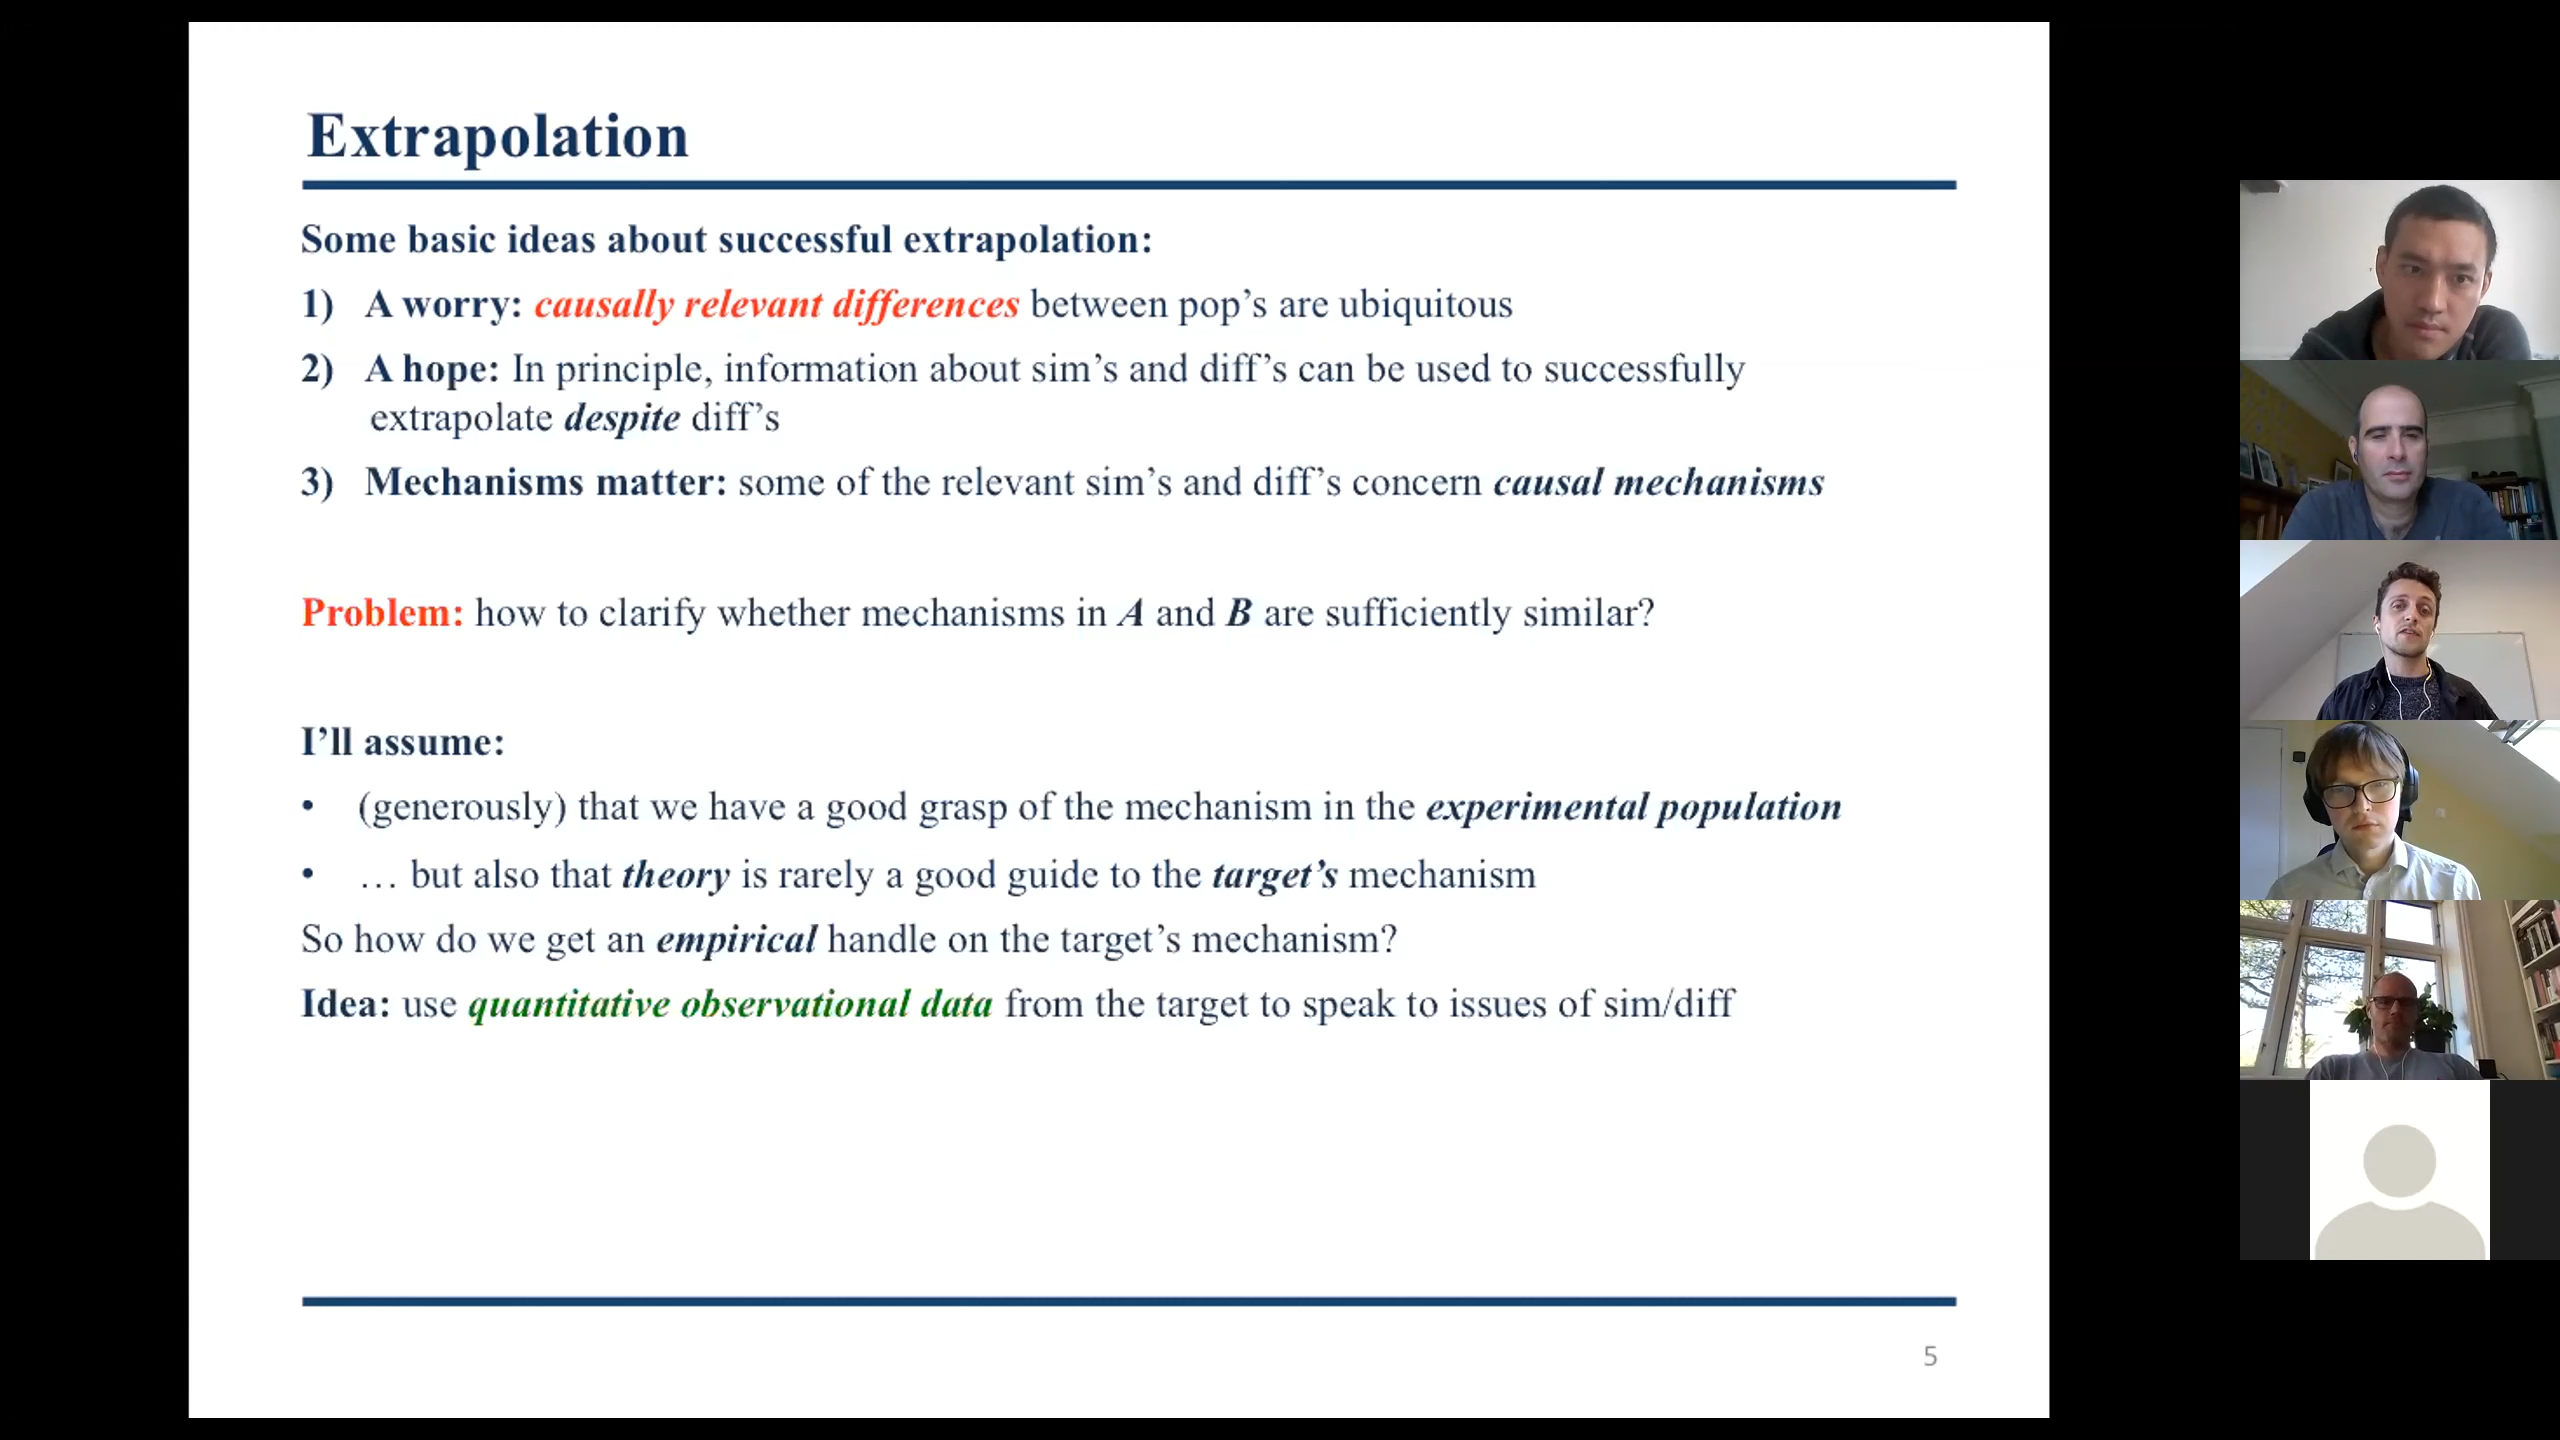 Extrapolation
Some basic ideas about successful extrapolation:
1) A worry: causally relevant differences between pop’s are ubiquitous
2) A hope: In principle, information about sim’s and diff’s can be used to successfully
extrapolate despite diff’s
3) Mechanisms matter: some of the relevant sim’s and diff’s concern causal mechanisms
Problem: how to clarify whether mechanisms in A and B are sufficiently similar?
I’ll assume:
• (generously) that we have a good grasp of the mechanism in the experimental population
• … but also that theory is rarely a good guide to the target’s mechanism
So how do we get an empirical handle on the target’s mechanism?
Idea: use quantitative observational data from the target to speak to issues of sim/diff
5